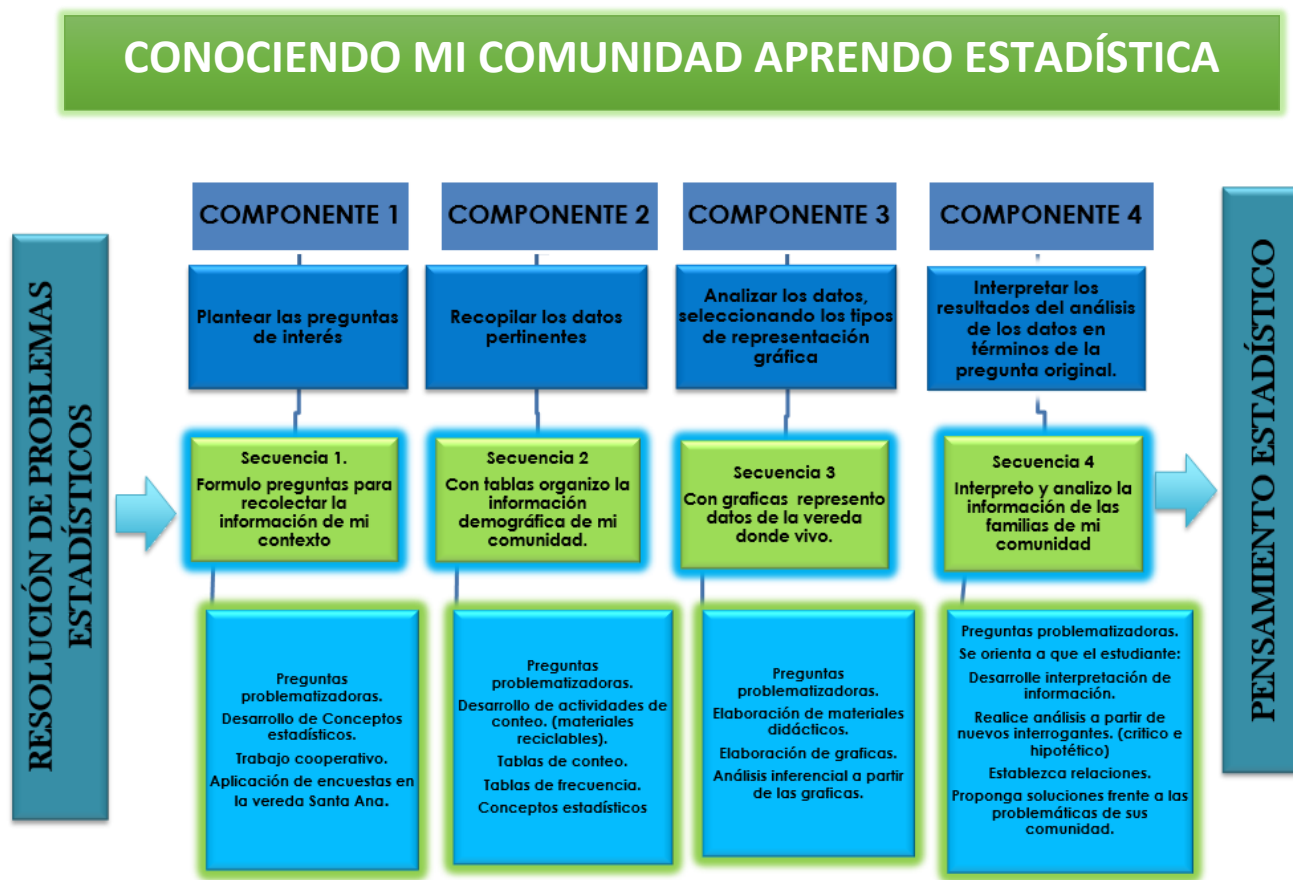 CONOCIENDO MI COMUNIDAD APRENDO ESTADÍSTICA
RESOLUCIÓN DE PROBLEMAS
ESTADÍSTICOS
COMPONENTE 1
Plantear las preguntas
de interés
Secuencia 1.
Formulo preguntas para
recolectar la
información de mi
contexto
Preguntas
problematizadoras.
Desarrollo de Conceptos
estadísticos.
Trabajo cooperativo.
Aplicación de encuestas en
la vereda Santa Ana.
COMPONENTE 2
Recopilar los datos
pertinentes
Secuencia 2
Con tablas organizo la
información
demográfica de mi
comunidad.
Preguntas
problematizadoras.
Desarrollo de actividades de
conteo. (materiales
reciclables).
Tablas de conteo.
Tablas de frecuencia.
Conceptos estadísticos
COMPONENTE 3
Analizar los datos,
seleccionando los tipos
de representación
gráfica
Secuencia 3
Con graficas represento
datos de la vereda
donde vivo.
Preguntas
problematizadoras.
Elaboración de materiales
didácticos.
Elaboración de graficas.
Análisis inferencial a partir
de las graficas.
COMPONENTE 4
Interpretar los
resultados del análisis
de los datos en
términos de la
pregunta original.
Secuencia 4
Interpreto y analizo la
información de las
familias de mi
comunidad
Preguntas problematizadoras.
Se orienta a que el estudiante:
Desarrolle interpretación de
información.
Realice análisis a partir de
nuevos interrogantes. (critico e
hipotético)
Establezca relaciones.
Proponga soluciones frente a las
problemáticas de sus
comunidad.
PENSAMIENTO ESTADÍSTICO